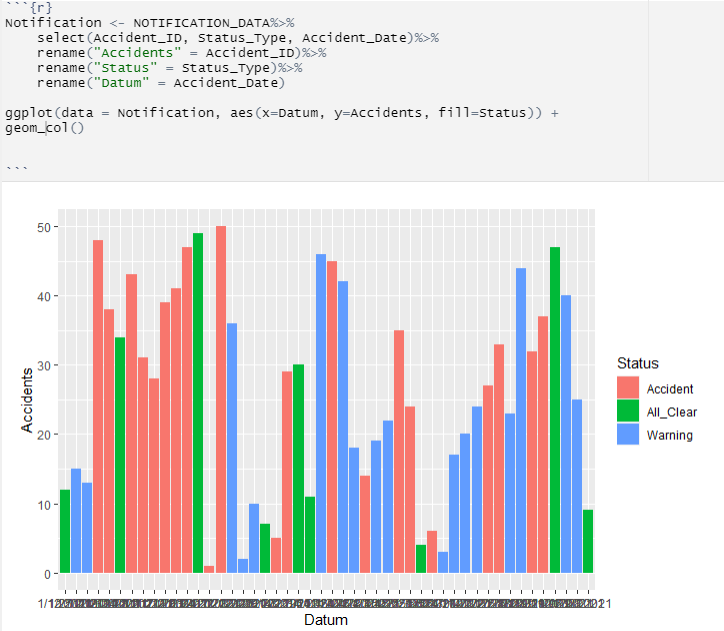 ```{r}
Notification <- NOTIFICATION_DATA%>%
    select(Accident_ID, Status_Type, Accident_Date)%>%
    rename("Accidents" = Accident_ID)%>%
    rename("Status" = Status_Type)%>%
    rename("Datum" = Accident_Date)
ggplot(data = Notification, aes(x=Datum, y=Accidents, fill=Status)) +
geom_col()
```
50
40
30
20
10
0
Accidents
Datum
Status
Accident
All_Clear
Warning